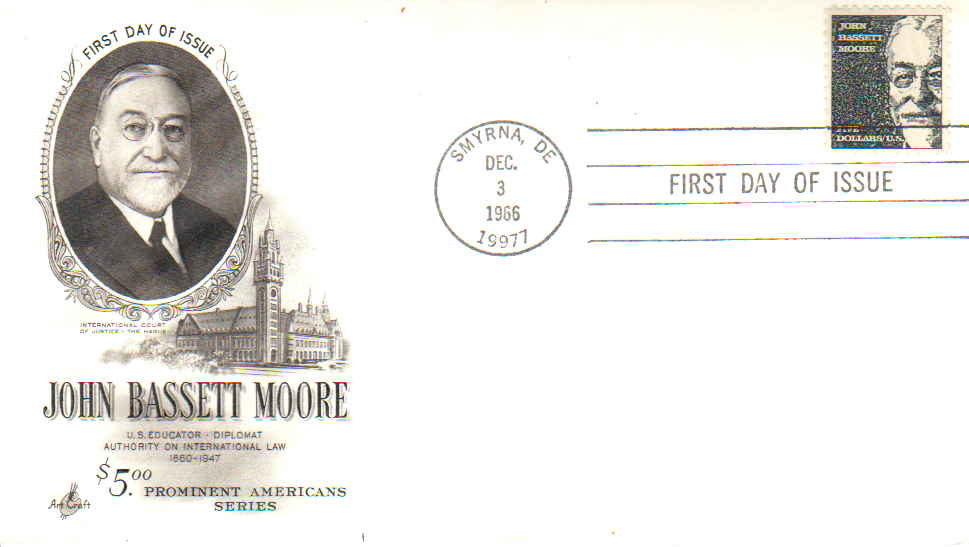 FIRST DAY OF ISSUE
INTERNATIONAL COURT
OF JUSTICE - THE HAGUE
JOHN BASSETT MOORE
U.S. EDUCATOR - DIPLOMAT
AUTHORITY ON INTERNATIONAL LAW
1860-1947
$5.00 PROMINENT AMERICANS
SERIES
Art Craft
SMYRNA, DE
DEC.
3
1966
19977
FIRST DAY OF ISSUE
JOHN
BASSETT
MOORE
FIVE
DOLLARS/U.S.